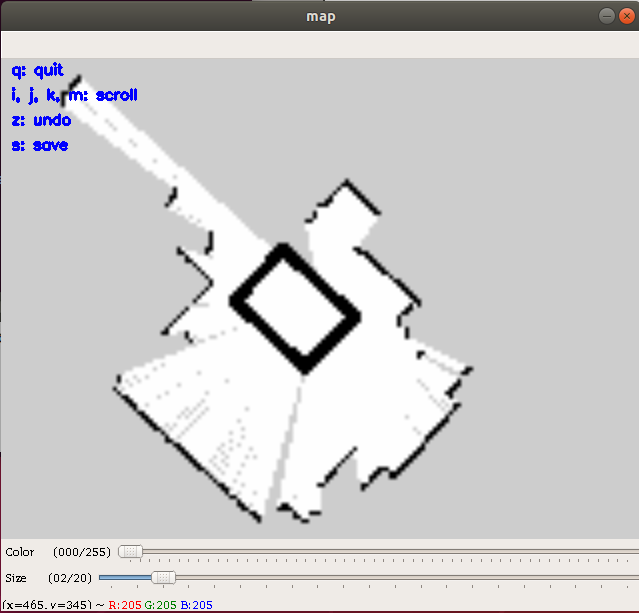 map
q: quit
i, j, k, m: scroll
z: undo
s: save
Color (000/255)
Size (02/20)
(x=465, y=345) ~ R:205 G:205 B:205